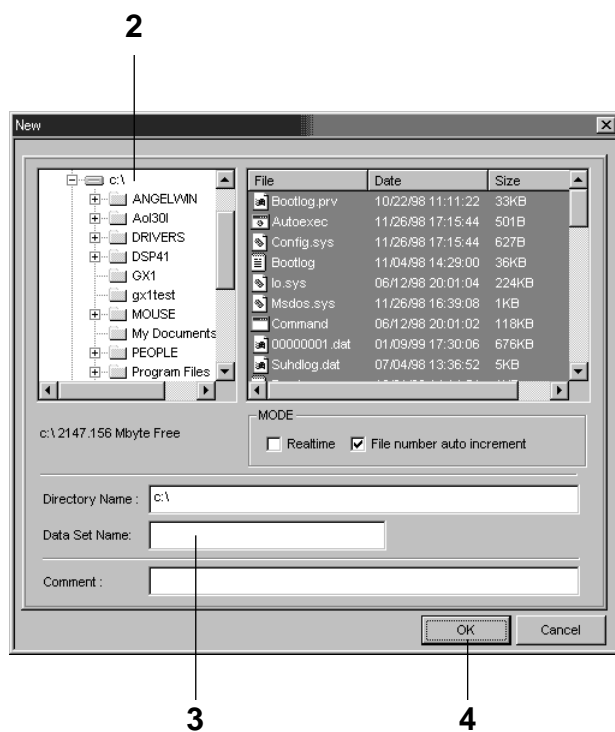 2
New
c:\
ANGELWIN
Aol30I
DRIVERS
DSP41
GX1
gx1test
MOUSE
My Documents
PEOPLE
Program Files
File Date Size
Bootlog.prv 10/22/98 11:11:22 33KB
Autoexec 11/26/98 17:15:44 501B
Config.sys 11/26/98 17:15:44 627B
Bootlog 11/04/98 14:29:00 36KB
Io.sys 06/12/98 20:01:04 224KB
Msdos.sys 11/26/98 16:39:08 1KB
Command 06/12/98 20:01:02 118KB
00000001.dat 01/09/99 17:30:06 676KB
Suhdlog.dat 07/04/98 13:36:52 5KB
c:\ 2147.156 Mbyte Free
MODE
Realtime File number auto increment
Directory Name : c:\
Data Set Name:
Comment :
OK Cancel
3 4